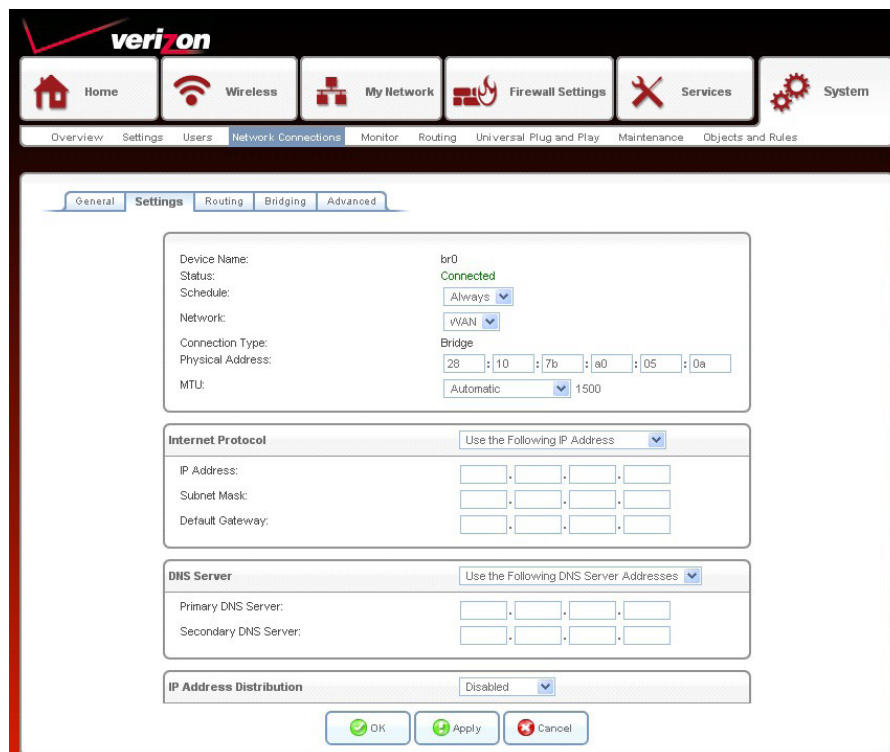 verizon
Home Wireless My Network Firewall Settings Services System
Overview Settings Users Network Connections Monitor Routing Universal Plug and Play Maintenance Objects and Rules
General Settings Routing Bridging Advanced
Device Name: br0
Status: Connected
Schedule: Always
Network: WAN
Connection Type: Bridge
Physical Address: 28 : 10 : 7b : a0 : 05 : 0a
MTU: Automatic 1500
Internet Protocol Use the Following IP Address
IP Address: . . .
Subnet Mask: . . .
Default Gateway: . . .
DNS Server Use the Following DNS Server Addresses
Primary DNS Server: . . .
Secondary DNS Server: . . .
IP Address Distribution Disabled
OK Apply Cancel